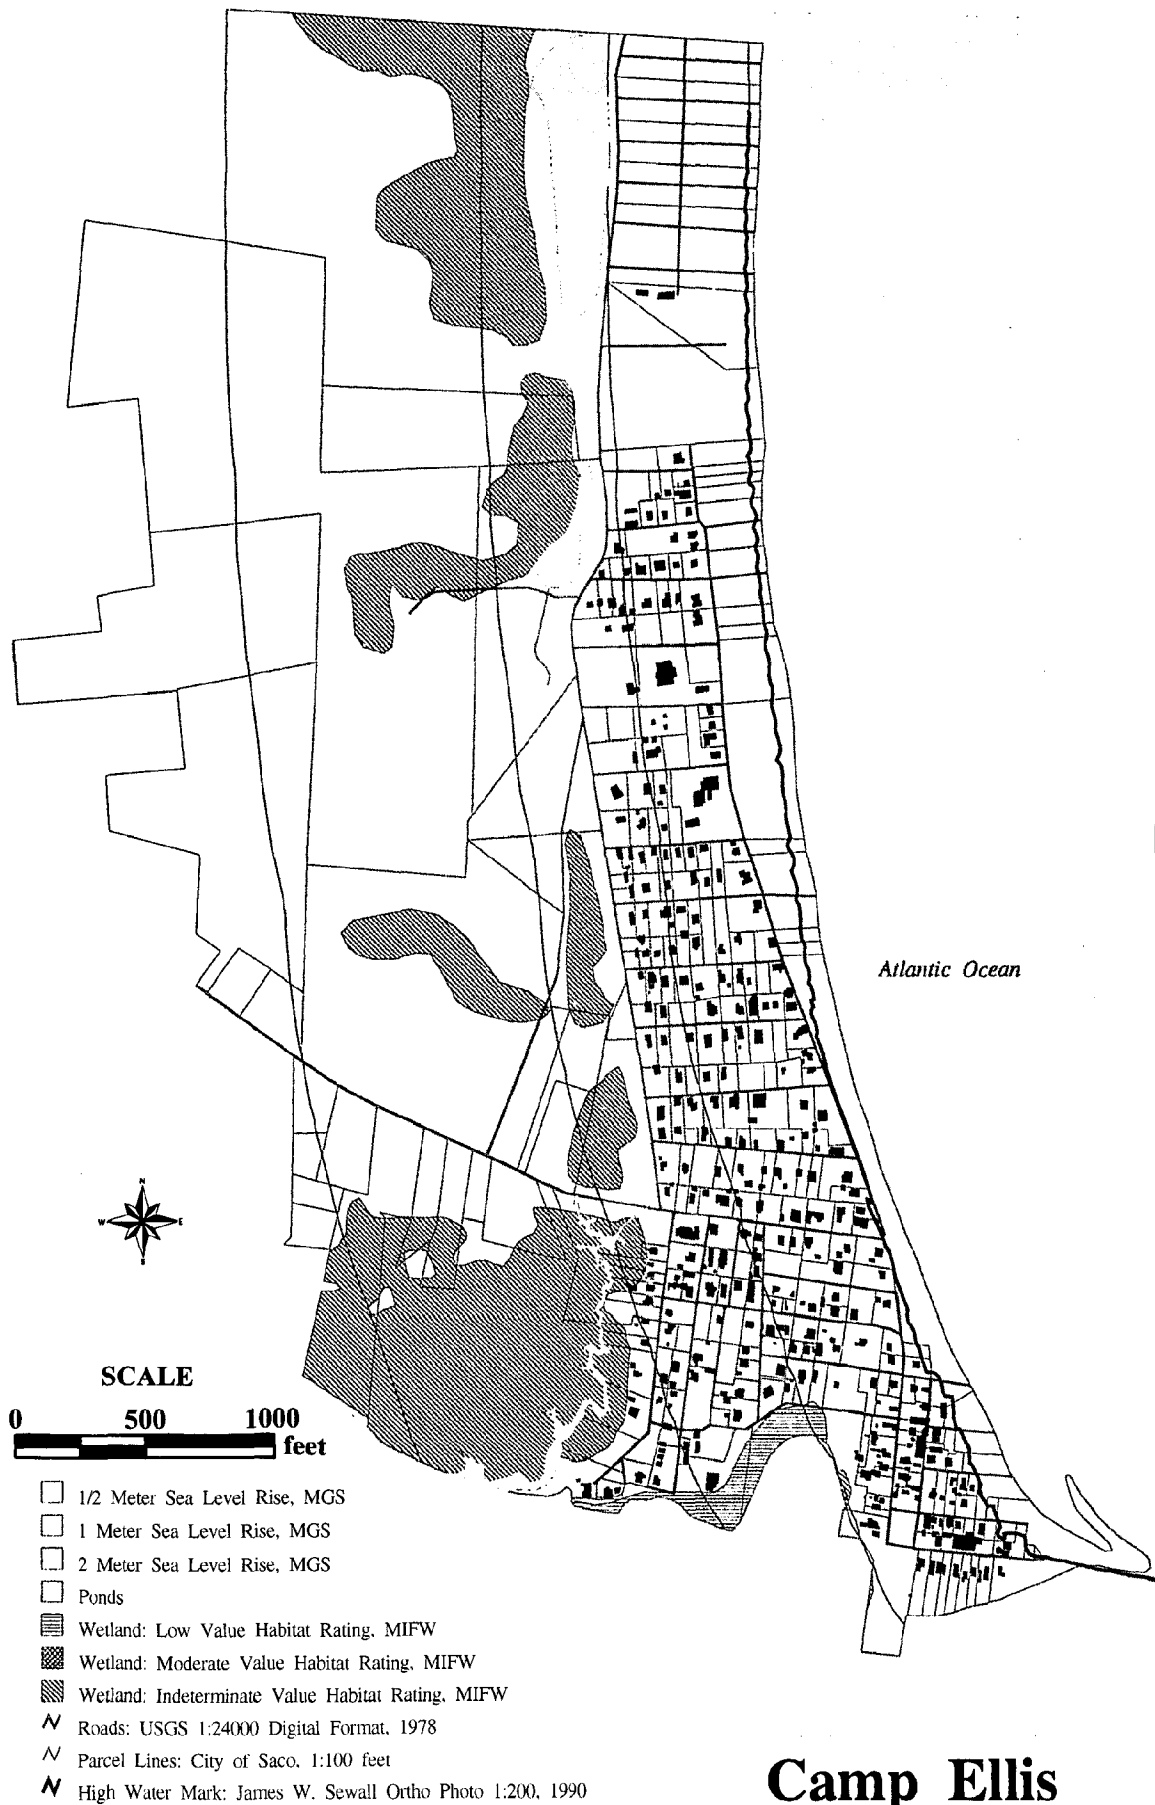 Atlantic Ocean
N
W E
SCALE
0 500 1000
feet
1/2 Meter Sea Level Rise, MGS
1 Meter Sea Level Rise, MGS
2 Meter Sea Level Rise, MGS
Ponds
Wetland: Low Value Habitat Rating, MIFW
Wetland: Moderate Value Habitat Rating, MIFW
Wetland: Indeterminate Value Habitat Rating, MIFW
Roads: USGS 1:24000 Digital Format, 1978
Parcel Lines: City of Saco, 1:100 feet
High Water Mark: James W. Sewall Ortho Photo 1:200, 1990
Camp Ellis